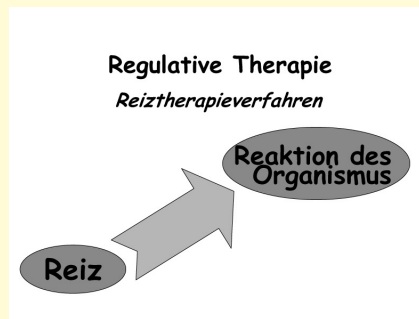 Regulative Therapie
Reiztherapieverfahren
Reaktion des
Organismus
Reiz